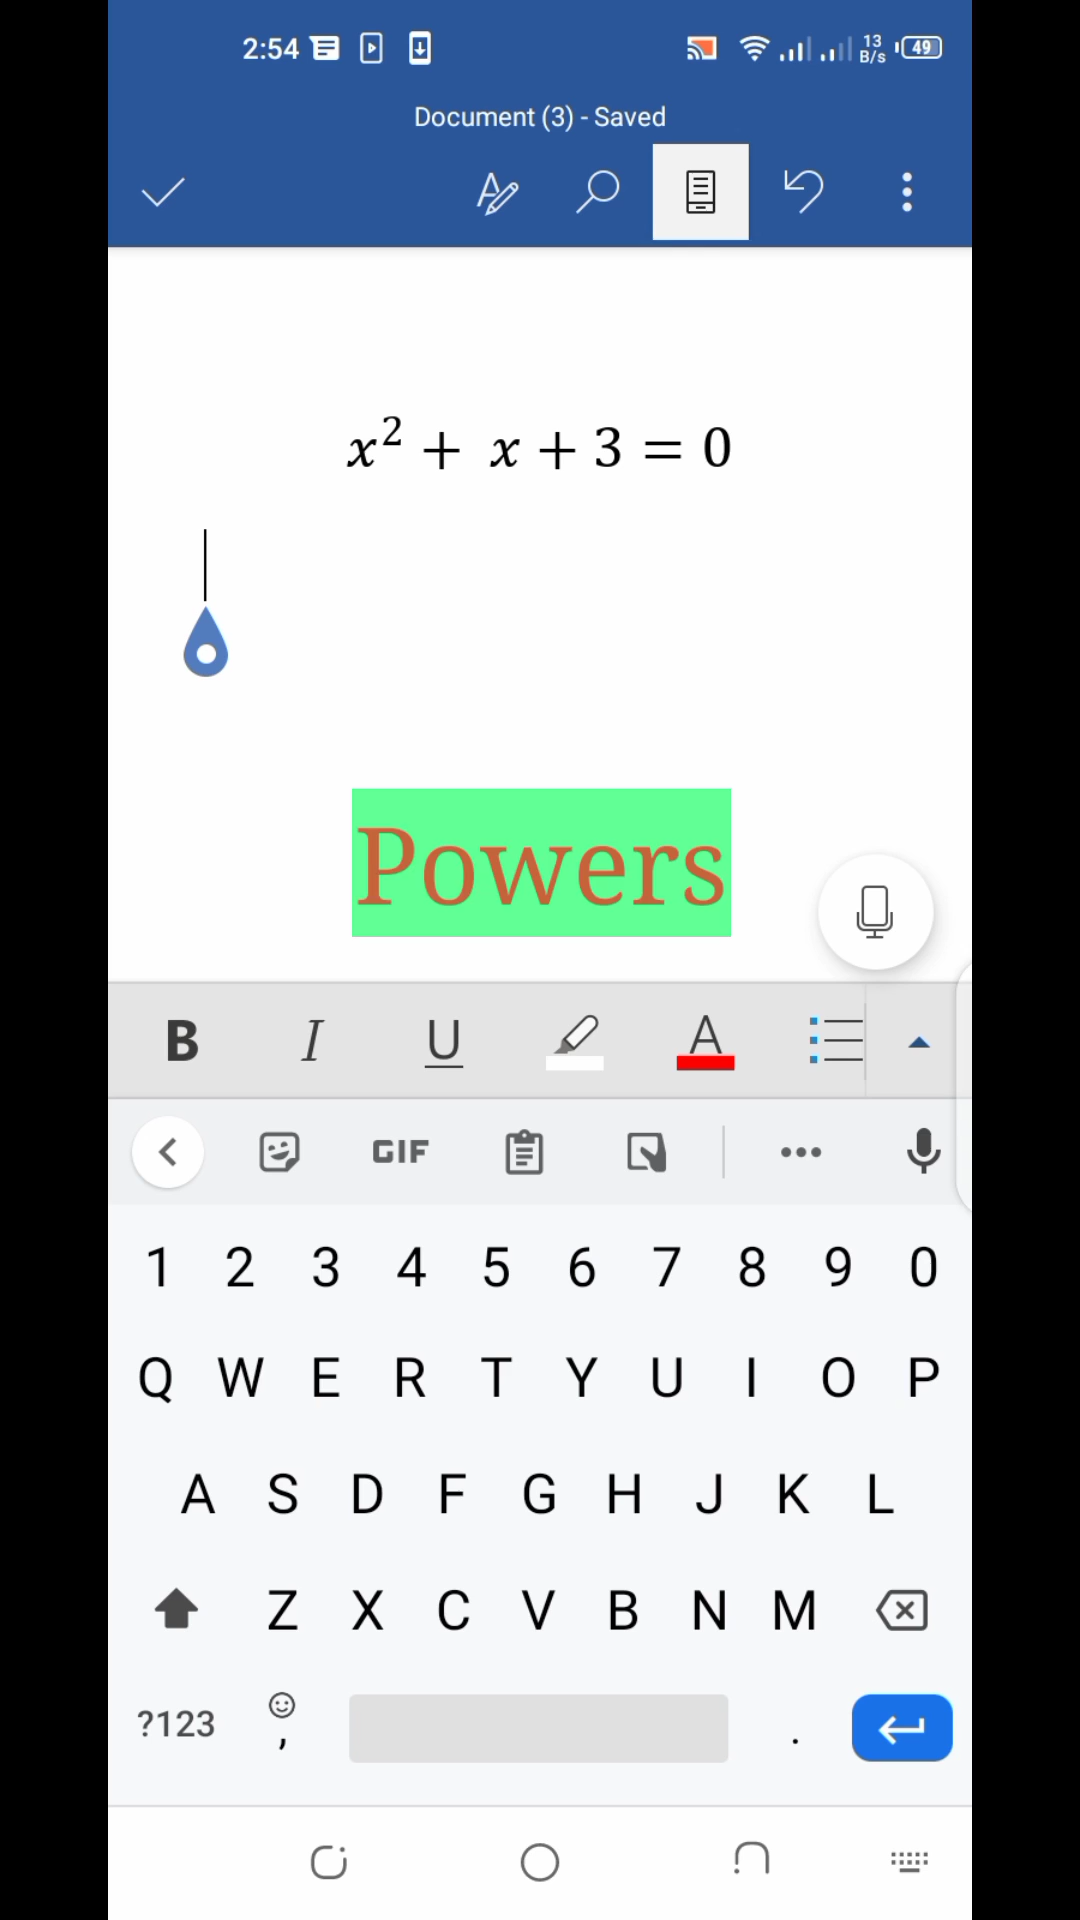 2:54 13 B/s 49
Document (3) - Saved
x² + x + 3 = 0
Powers
B I U A
GIF
1 2 3 4 5 6 7 8 9 0
Q W E R T Y U I O P
A S D F G H J K L
Z X C V B N M
?123 , .